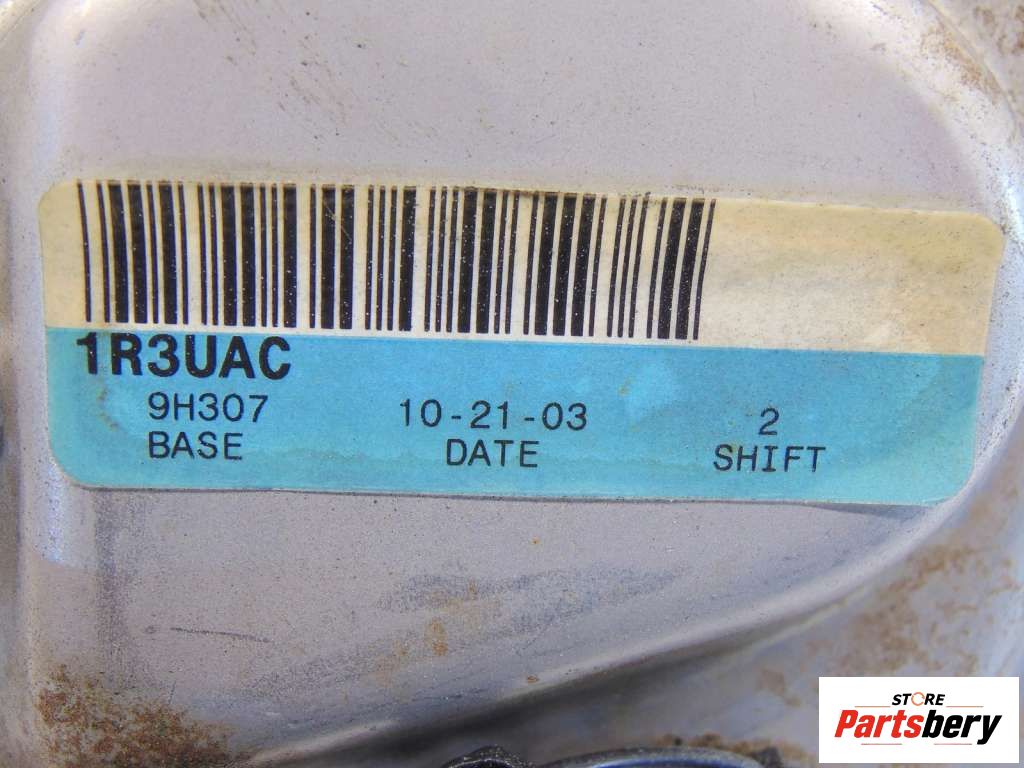 1R3UAC
9H307 10-21-03 2
BASE DATE SHIFT
STORE
Partsbery